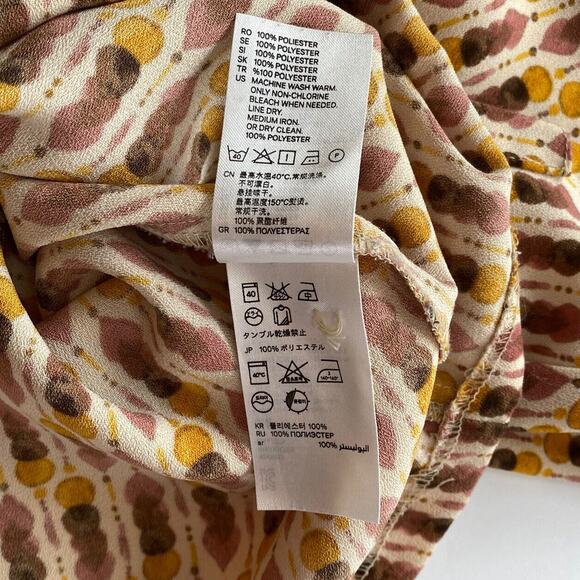 RO 100% POLIESTER
SE 100% POLYESTER
SI 100% POLYESTER
SK 100% POLYESTER
TR %100 POLYESTER
US MACHINE WASH WARM.
ONLY NON-CHLORINE
BLEACH WHEN NEEDED.
LINE DRY.
MEDIUM IRON.
OR DRY CLEAN.
100% POLYESTER
40
P
CN 最高水温40℃,常规洗涤.
不可漂白.
悬挂晾干.
最高温度150℃熨烫.
常规干洗.
100% 聚酯纤维
GR 100% ΠΟΛΥΕΣΤΕΡΑΣ
40
タンブル乾燥禁止
JP 100% ポリエステル
40℃
KR 폴리에스터 100%
RU 100% ПОЛИЭСТЕР
ar البوليستر 100%